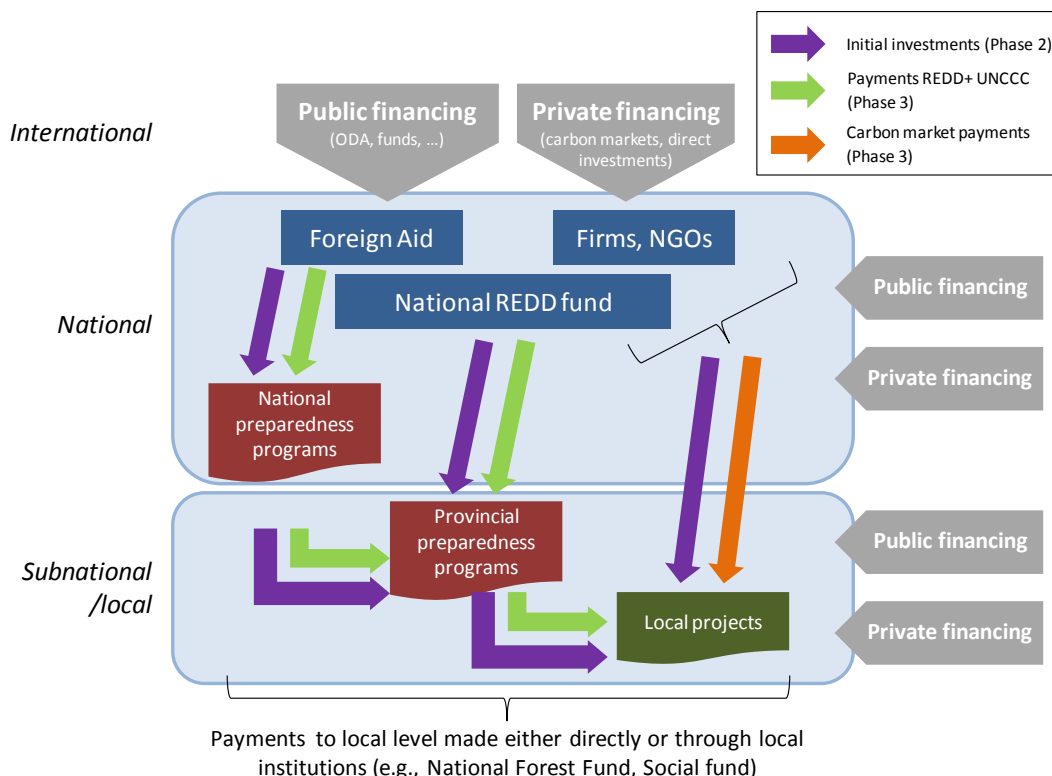 Initial investments (Phase 2)
Payments REDD+ UNCCC
(Phase 3)
Carbon market payments
(Phase 3)
International
Public financing
(ODA, funds, …)
Private financing
(carbon markets, direct
investments)
National
Foreign Aid
Firms, NGOs
National REDD fund
Public financing
Private financing
National
preparedness
programs
Subnational
/local
Provincial
preparedness
programs
Local projects
Public financing
Private financing
Payments to local level made either directly or through local
institutions (e.g., National Forest Fund, Social fund)